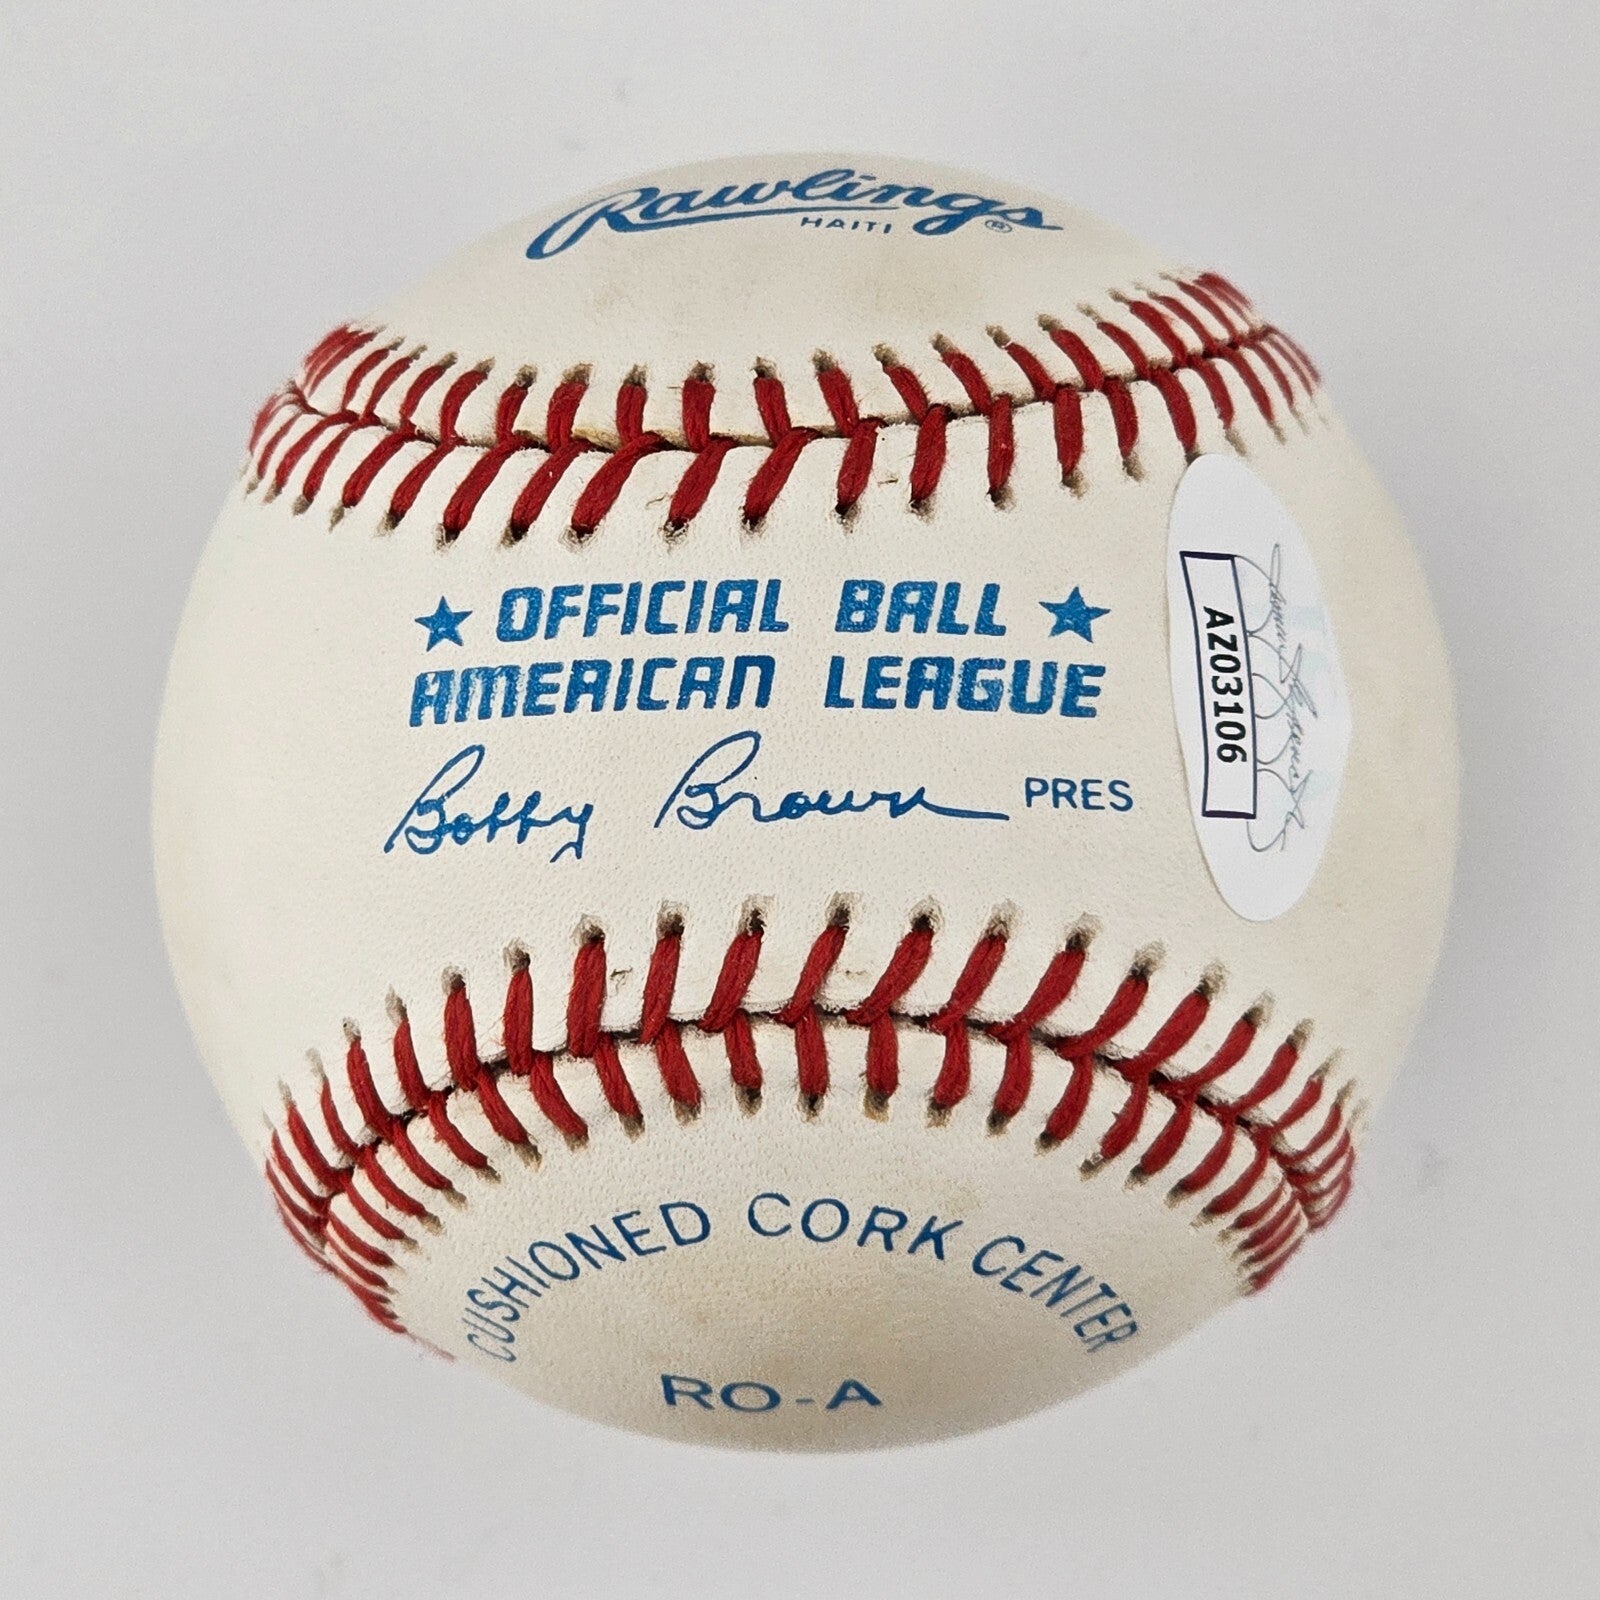 Rawlings®
HAITI
★ OFFICIAL BALL ★
AMERICAN LEAGUE
Bobby Brown PRES
AZ03106
CUSHIONED CORK CENTER
RO-A